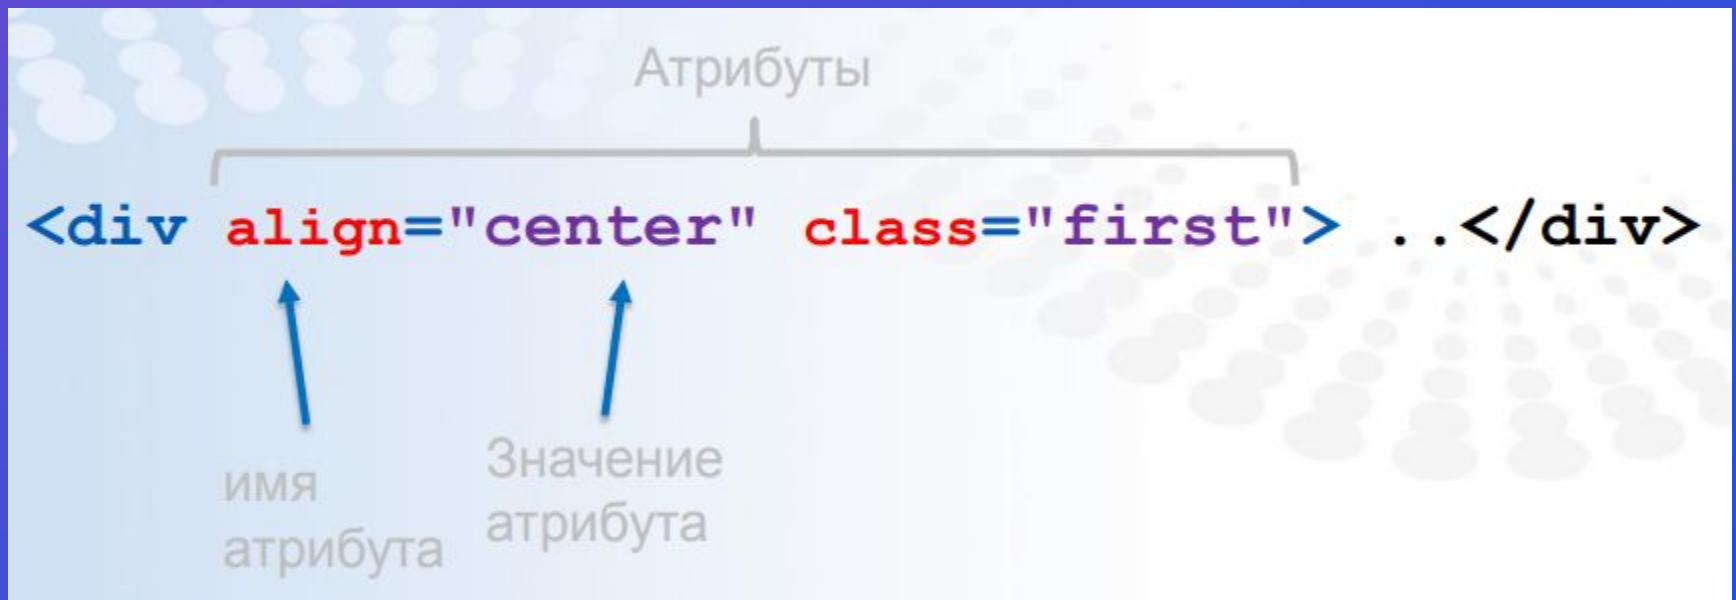 Атрибуты
<div align="center" class="first"> ..</div>
имя
атрибута
Значение
атрибута